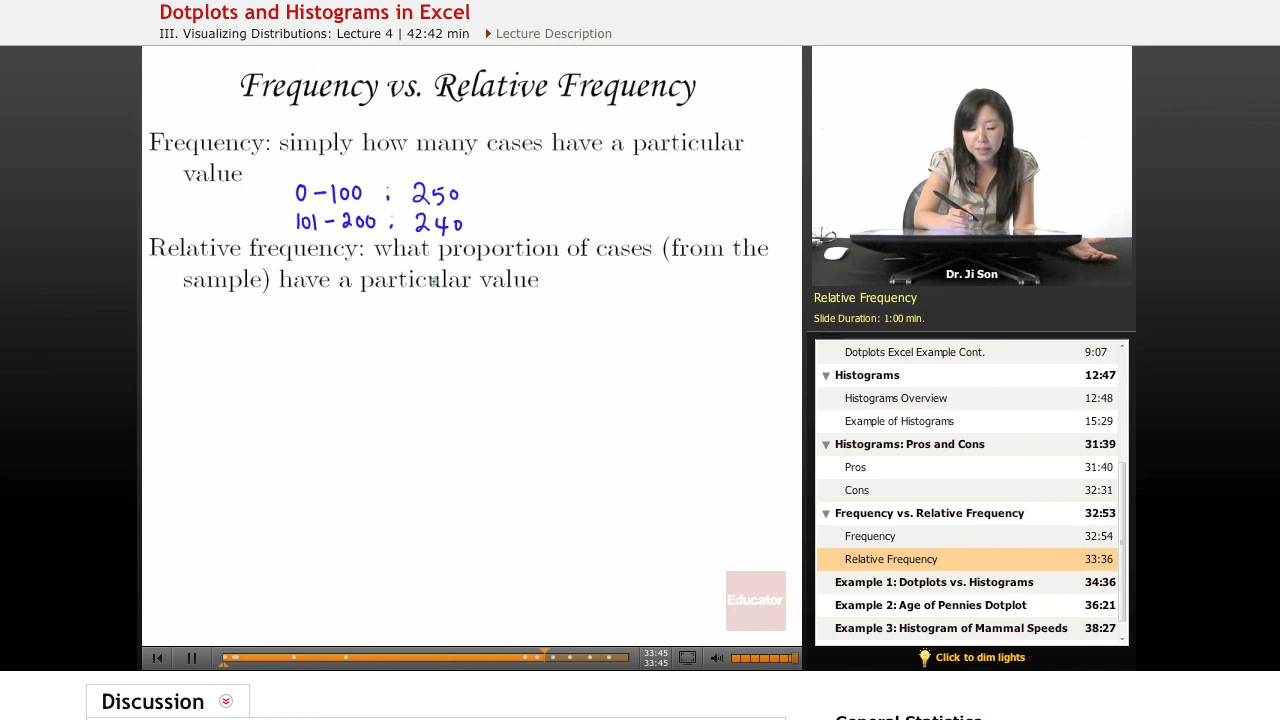 Dotplots and Histograms in Excel
III. Visualizing Distributions: Lecture 4 | 42:42 min
Lecture Description
Frequency vs. Relative Frequency
Frequency: simply how many cases have a particular
value
0-100 : 250
101-200 : 240
Relative frequency: what proportion of cases (from the
sample) have a particular value
Educator
33:45
33:45
Dr. Ji Son
Relative Frequency
Slide Duration: 1:00 min.
Dotplots Excel Example Cont. 9:07
Histograms 12:47
Histograms Overview 12:48
Example of Histograms 15:29
Histograms: Pros and Cons 31:39
Pros 31:40
Cons 32:31
Frequency vs. Relative Frequency 32:53
Frequency 32:54
Relative Frequency 33:36
Example 1: Dotplots vs. Histograms 34:36
Example 2: Age of Pennies Dotplot 36:21
Example 3: Histogram of Mammal Speeds 38:27
Click to dim lights
Discussion
General Statistics